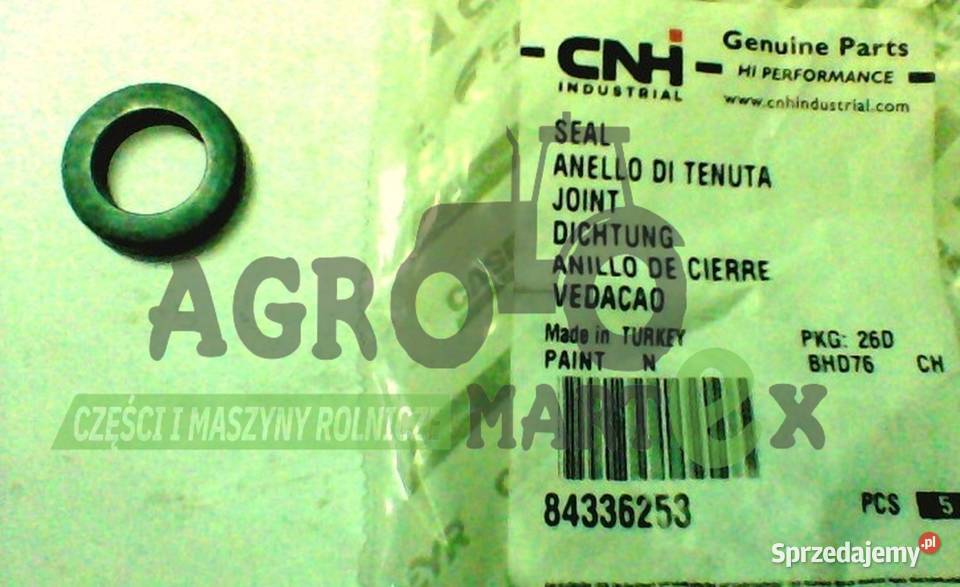 CNH
INDUSTRIAL
Genuine Parts
HI PERFORMANCE
www.cnhindustrial.com
SEAL
ANELLO DI TENUTA
JOINT
DICHTUNG
ANILLO DE CIERRE
VEDACAO
Made in TURKEY
PKG: 26D
PAINT N
BHD76 CH
84336253
PCS 5
AGRO
MARTOX
CZĘŚCI I MASZYNY ROLNICZE
Sprzedajemy.pl